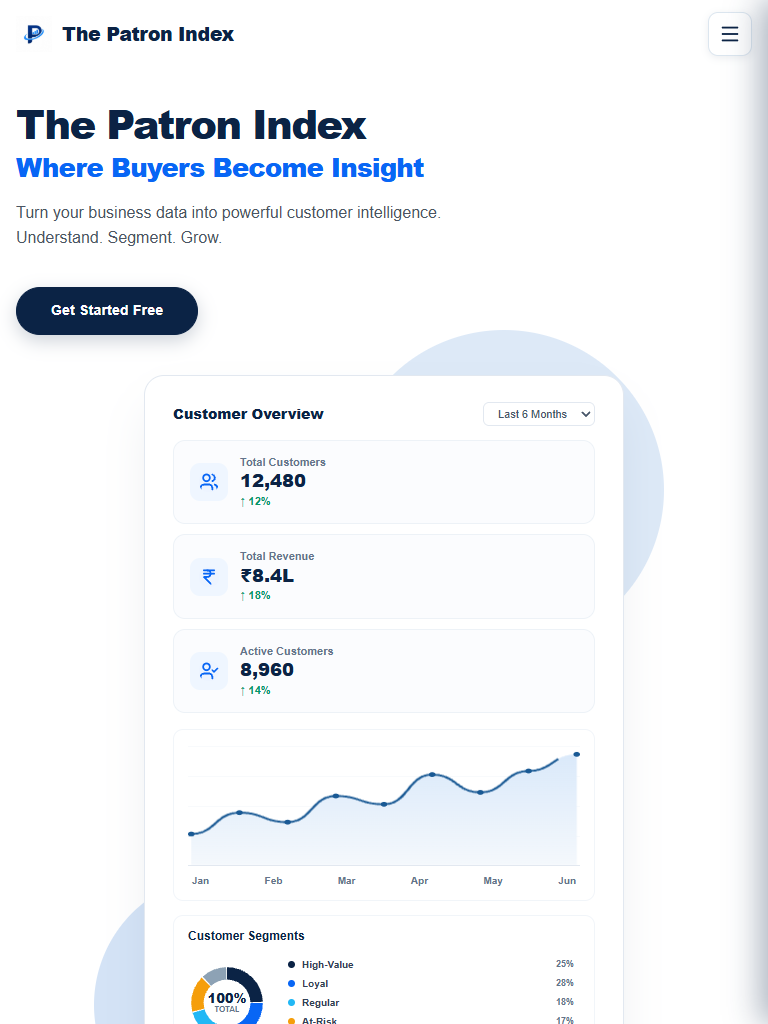 The Patron Index
The Patron Index
Where Buyers Become Insight
Turn your business data into powerful customer intelligence.
Understand. Segment. Grow.
Get Started Free
Customer Overview
Last 6 Months
Total Customers
12,480
↑ 12%
Total Revenue
₹8.4L
↑ 18%
Active Customers
8,960
↑ 14%
Jan Feb Mar Apr May Jun
Customer Segments
100%
TOTAL
High-Value 25%
Loyal 28%
Regular 18%
At-Risk 17%